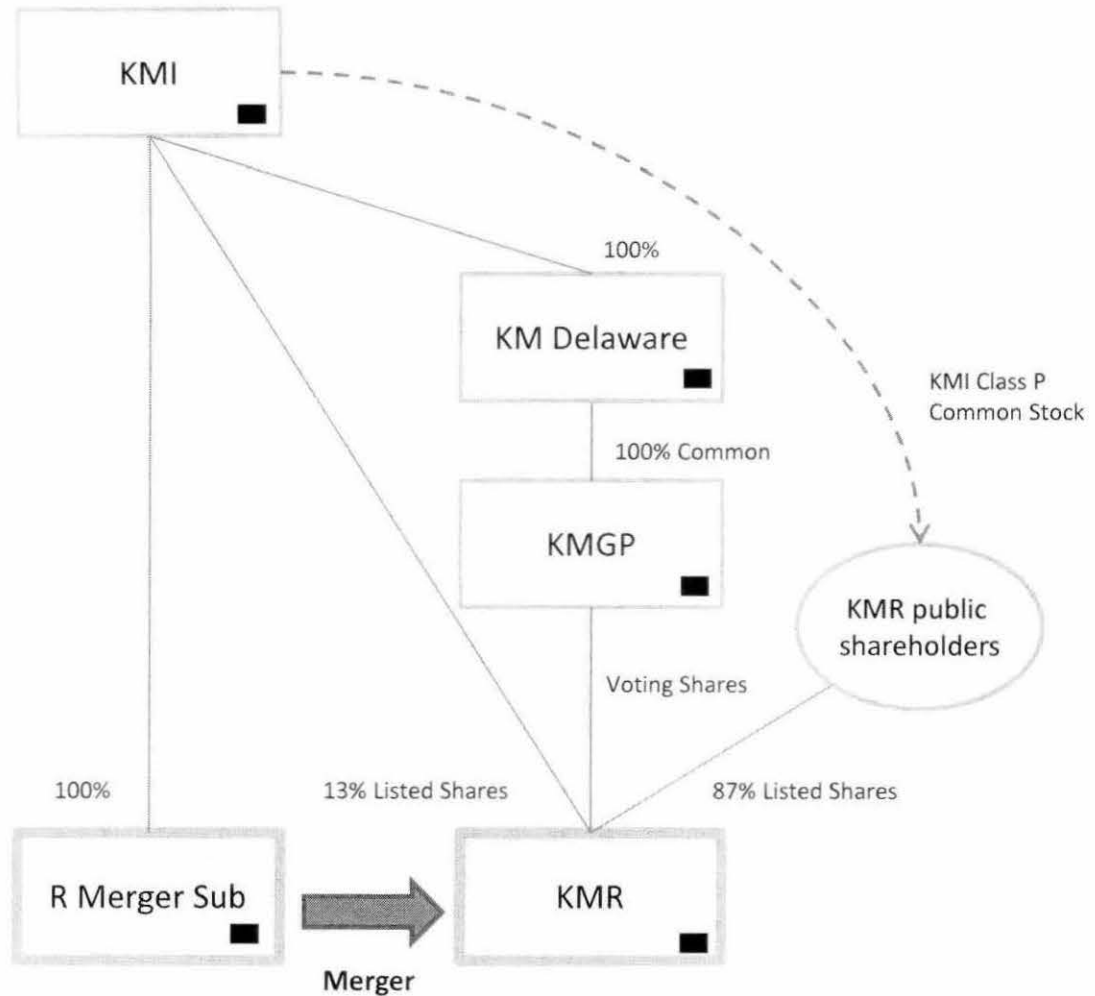 KMI
100%
KM Delaware
KMI Class P
Common Stock
100% Common
KMGP
KMR public
shareholders
Voting Shares
100%
13% Listed Shares
87% Listed Shares
R Merger Sub
KMR
Merger